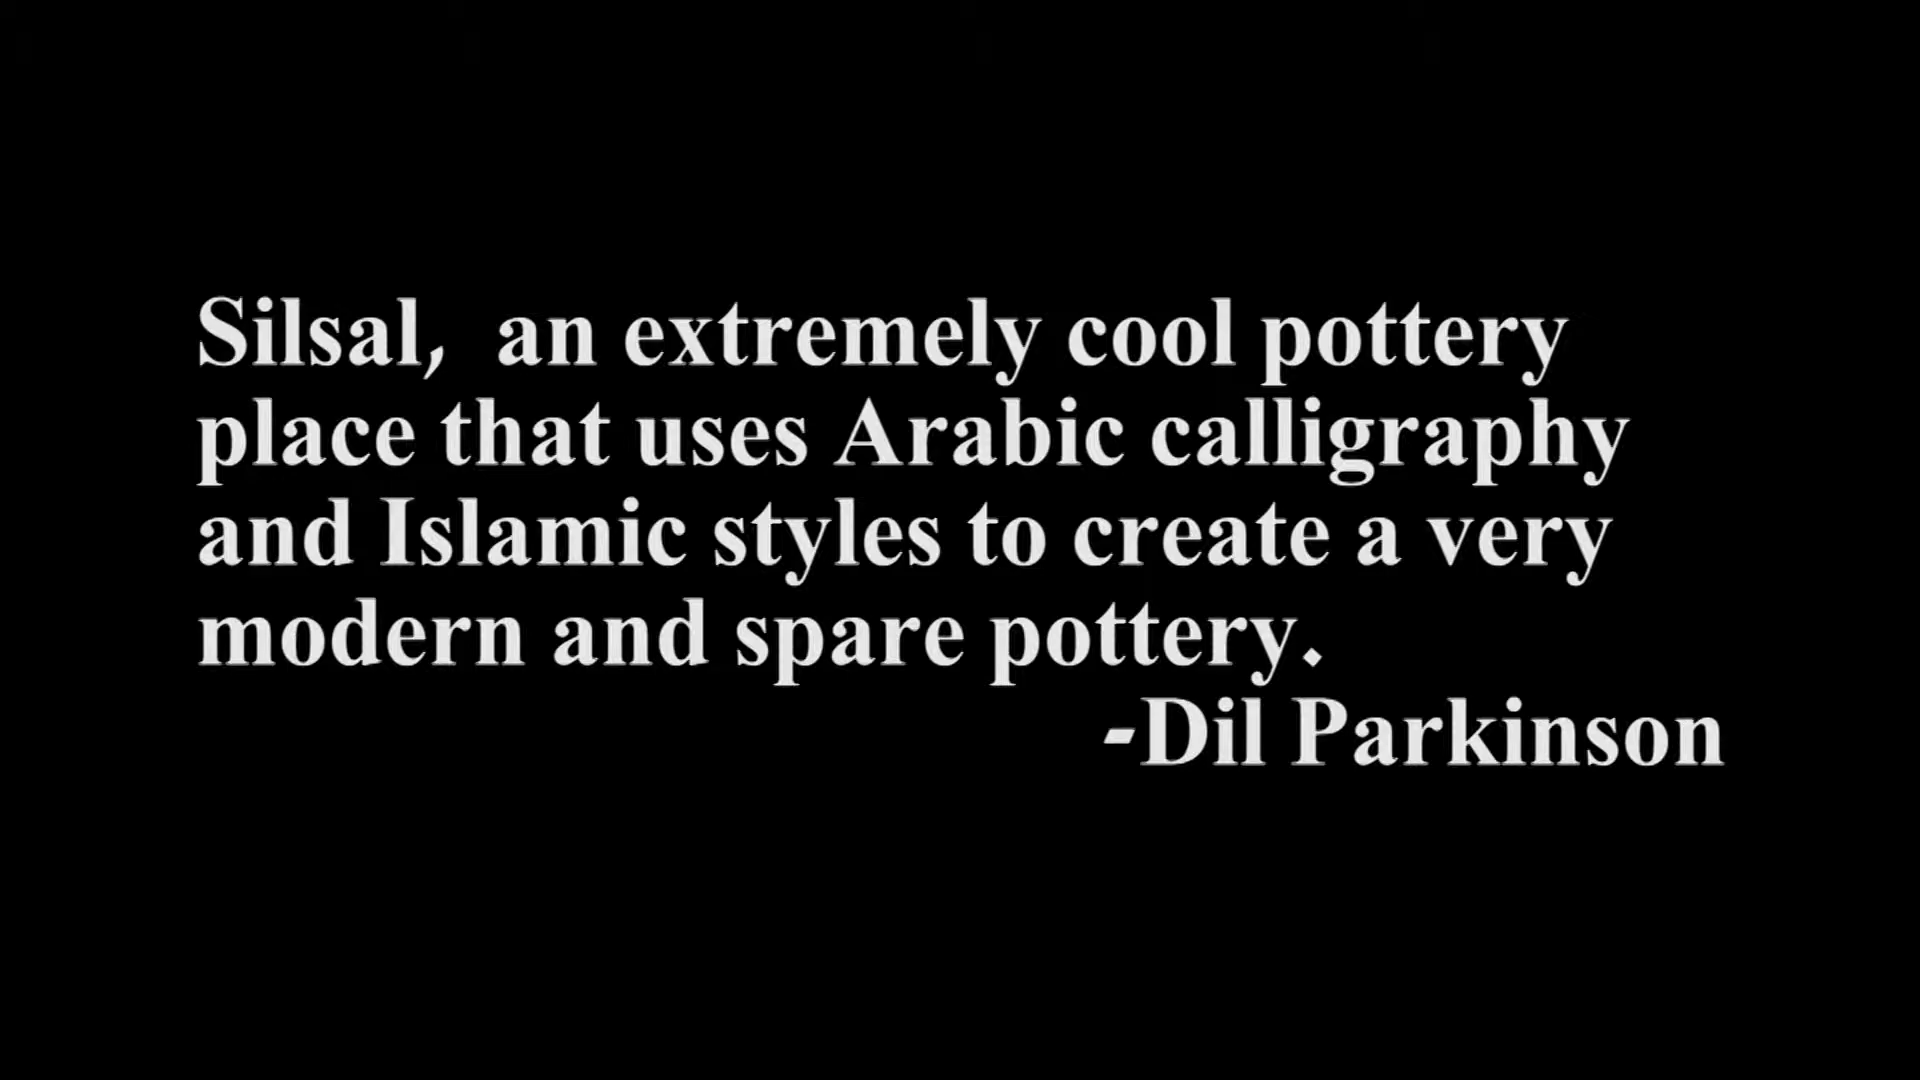 Silsal,  an extremely cool pottery
place that uses Arabic calligraphy
and Islamic styles to create a very
modern and spare pottery.
-Dil Parkinson